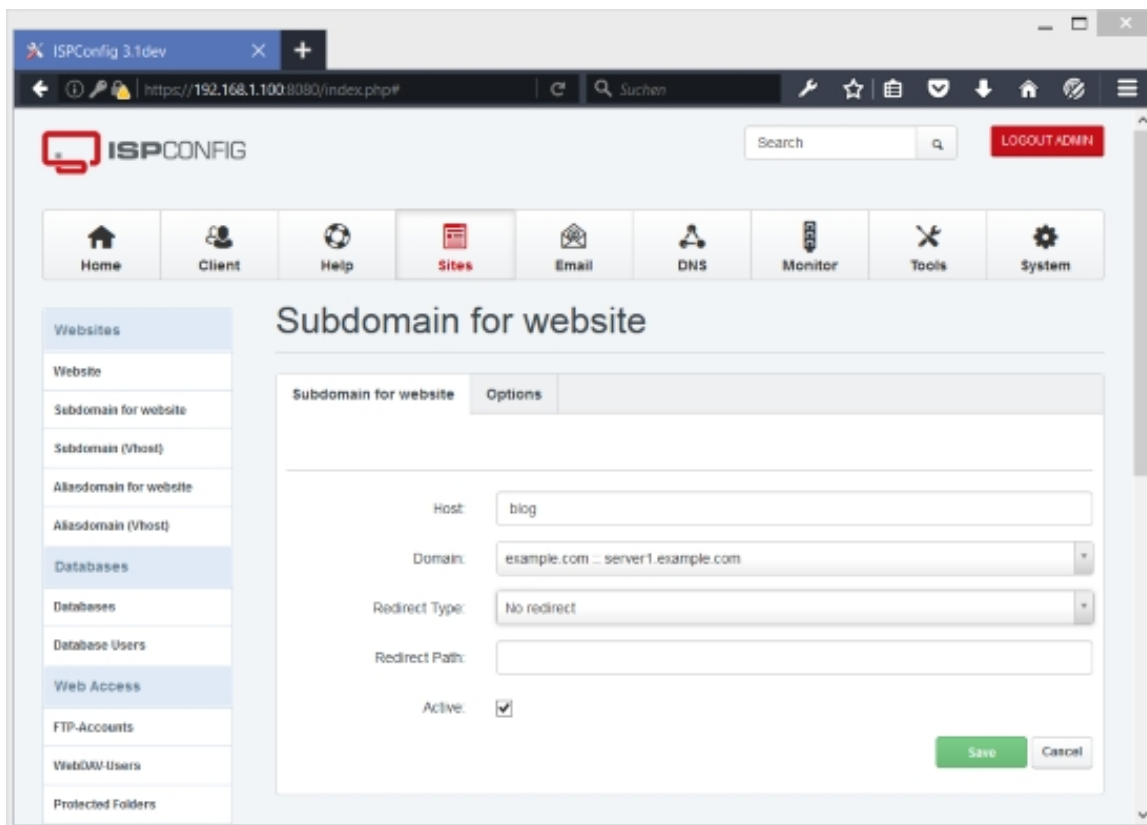 ISPConfig 3.1dev
https://192.168.1.100:8080/index.php#
Suchen
ISPCONFIG
Search
LOGOUT ADMIN
Home
Client
Help
Sites
Email
DNS
Monitor
Tools
System
Websites
Website
Subdomain for website
Subdomain (Vhost)
Aliasdomain for website
Aliasdomain (Vhost)
Databases
Databases
Database Users
Web Access
FTP-Accounts
WebDAV-Users
Protected Folders
Subdomain for website
Subdomain for website
Options
Host: blog
Domain: example.com :: server1.example.com
Redirect Type: No redirect
Redirect Path:
Active:
Save
Cancel